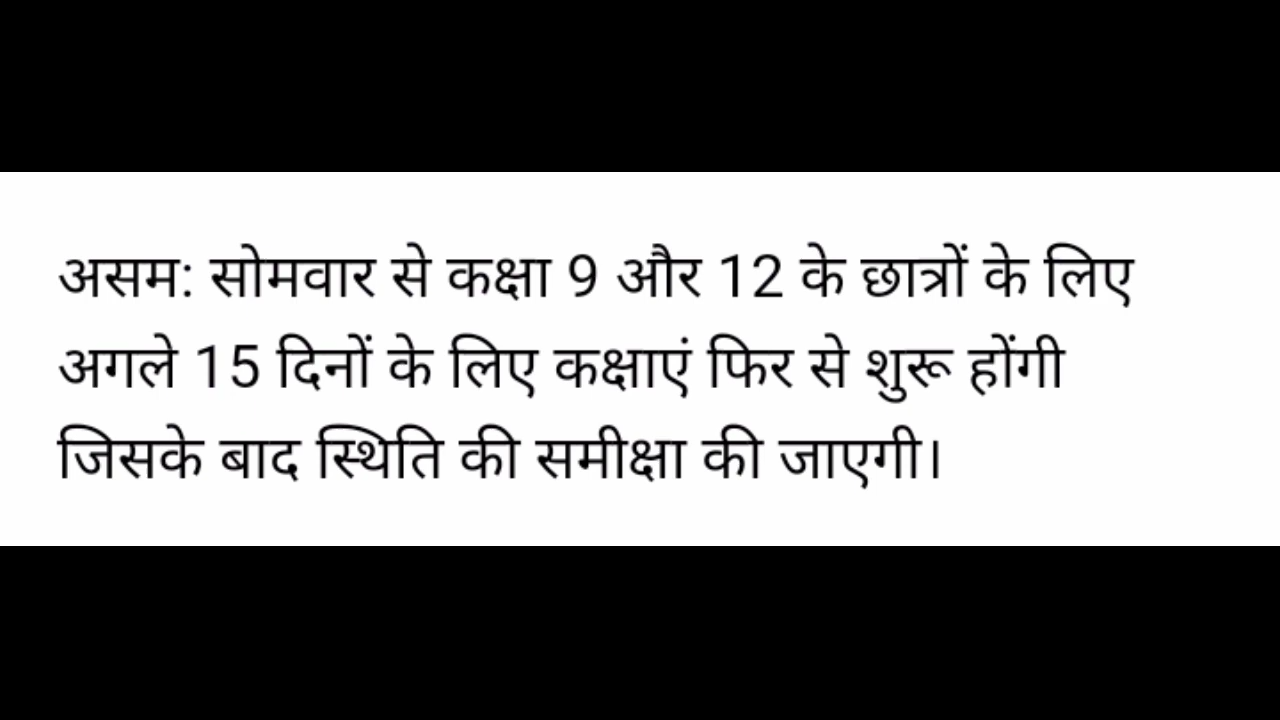 असम: सोमवार से कक्षा 9 और 12 के छात्रों के लिए
अगले 15 दिनों के लिए कक्षाएं फिर से शुरू होंगी
जिसके बाद स्थिति की समीक्षा की जाएगी।